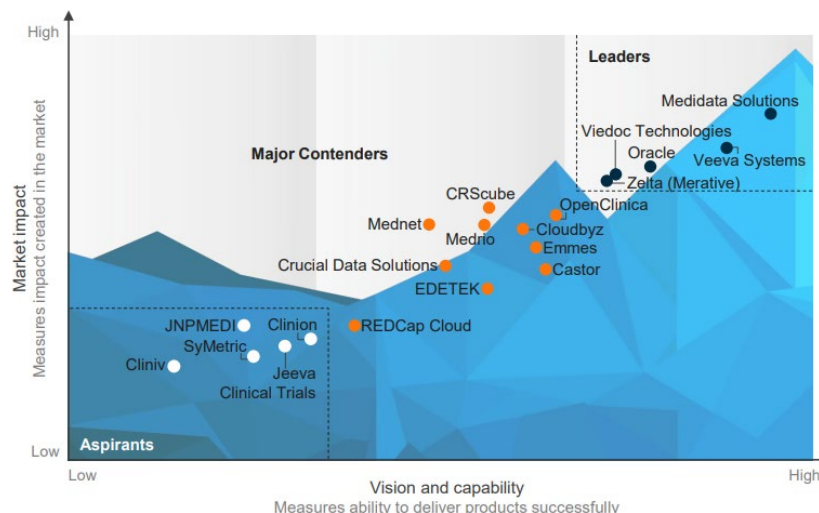 High
Leaders
Medidata Solutions
Viedoc Technologies
Oracle
Veeva Systems
Zelta (Merative)
Major Contenders
CRScube
OpenClinica
Mednet
Medrio
Cloudbyz
Emmes
Crucial Data Solutions
Castor
EDETEK
JNPMEDI
Clinion
REDCap Cloud
SyMetric
Cliniv
Jeeva
Clinical Trials
Aspirants
Market impact
Measures impact created in the market
Low
Low
High
Vision and capability
Measures ability to deliver products successfully